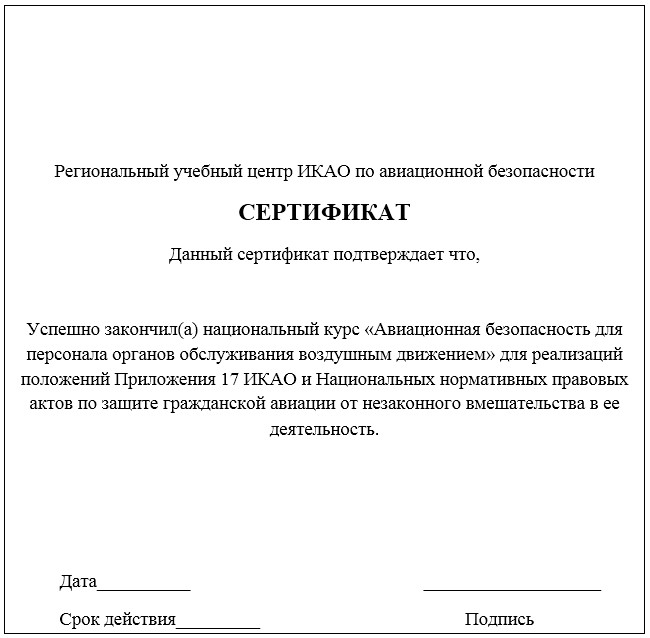 Региональный учебный центр ИКАО по авиационной безопасности
СЕРТИФИКАТ
Данный сертификат подтверждает что,
Успешно закончил(а) национальный курс «Авиационная безопасность для
персонала органов обслуживания воздушным движением» для реализаций
положений Приложения 17 ИКАО и Национальных нормативных правовых
актов по защите гражданской авиации от незаконного вмешательства в ее
деятельность.
Дата__________ ___________________
Срок действия_________ Подпись